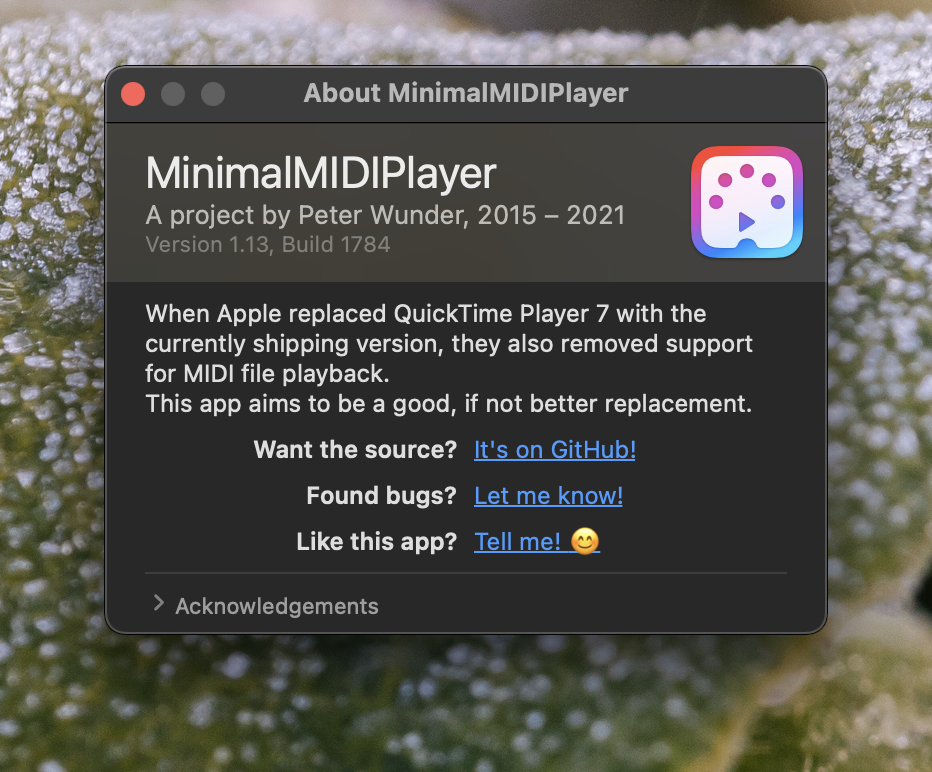 About MinimalMIDIPlayer
MinimalMIDIPlayer
A project by Peter Wunder, 2015 – 2021
Version 1.13, Build 1784
When Apple replaced QuickTime Player 7 with the
currently shipping version, they also removed support
for MIDI file playback.
This app aims to be a good, if not better replacement.
Want the source? It's on GitHub!
Found bugs? Let me know!
Like this app? Tell me! 😊
Acknowledgements